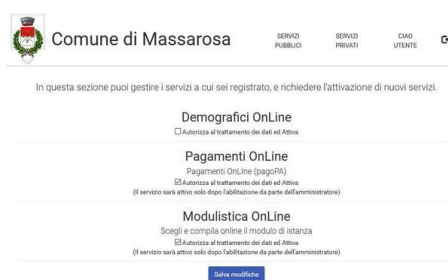 Comune di Massarosa
SERVIZI PUBBLICI
SERVIZI PRIVATI
CIAO UTENTE
In questa sezione puoi gestire i servizi a cui sei registrato, e richiedere l'attivazione di nuovi servizi.
Demografici OnLine
Autorizza al trattamento dei dati ed Attiva
Pagamenti OnLine
Pagamenti OnLIne (pagoPA)
Autorizza al trattamento dei dati ed Attiva
(Il servizio sarà attivo solo dopo l'abilitazione da parte dell'amministratore)
Modulistica OnLine
Scegli e compila online il modulo di istanza
Autorizza al trattamento dei dati ed Attiva
(Il servizio sarà attivo solo dopo l'abilitazione da parte dell'amministratore)
Salva modifiche